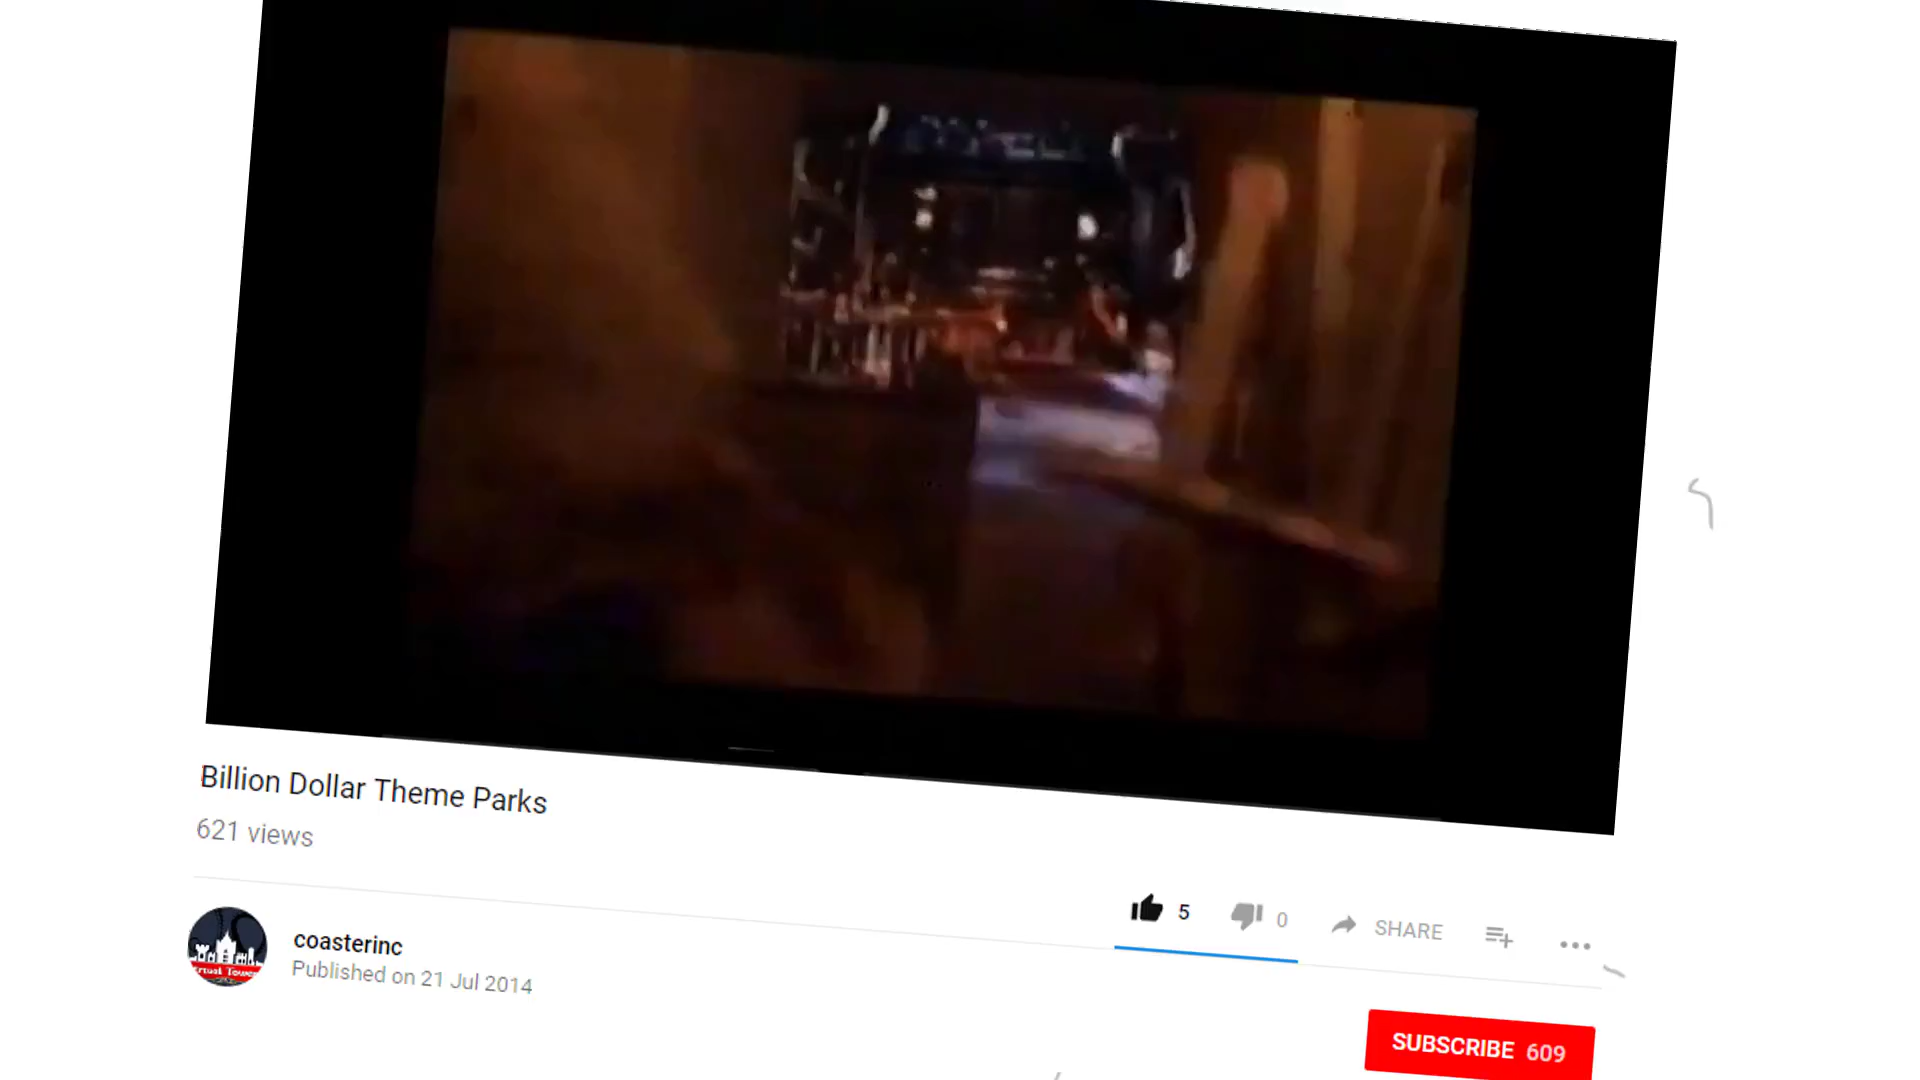 Billion Dollar Theme Parks
621 views
5
0
SHARE
coasterinc
Published on 21 Jul 2014
SUBSCRIBE 609